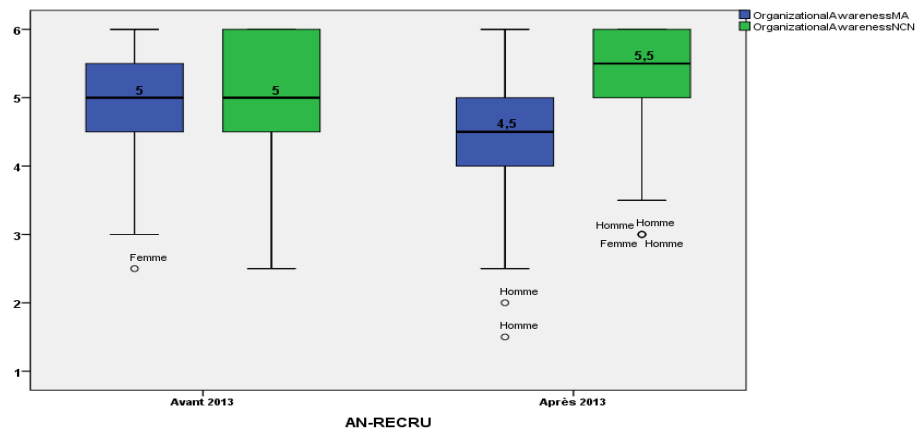 OrganizationalAwarenessMA
OrganizationalAwarenessNCN
6
5
4
3
2
1
5
5
4,5
5,5
Femme
Homme
Homme
Homme
Homme
Femme
Homme
Avant 2013
Après 2013
AN-RECRU